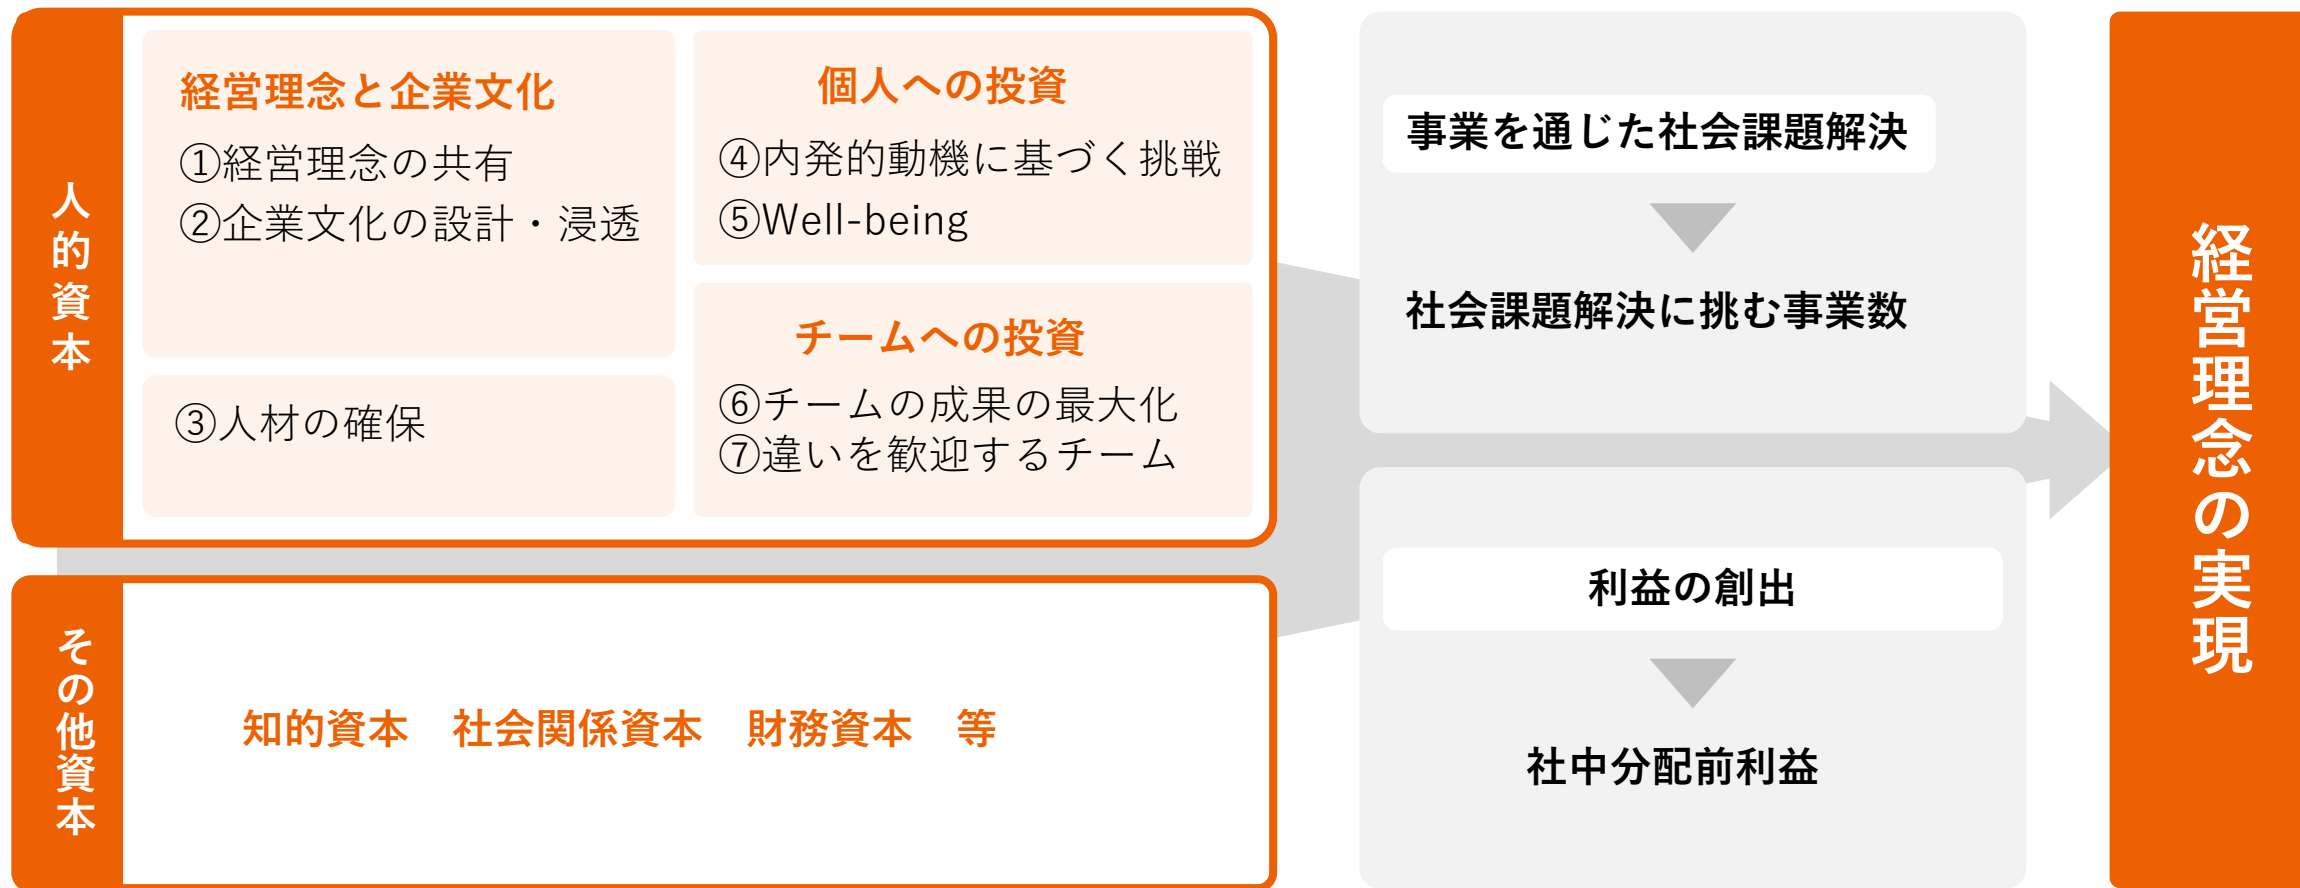 人的資本
経営理念と企業文化
①経営理念の共有
②企業文化の設計・浸透
③人材の確保
個人への投資
④内発的動機に基づく挑戦
⑤Well-being
チームへの投資
⑥チームの成果の最大化
⑦違いを歓迎するチーム
その他資本
知的資本　社会関係資本　財務資本　等
事業を通じた社会課題解決
社会課題解決に挑む事業数
利益の創出
社中分配前利益
経営理念の実現